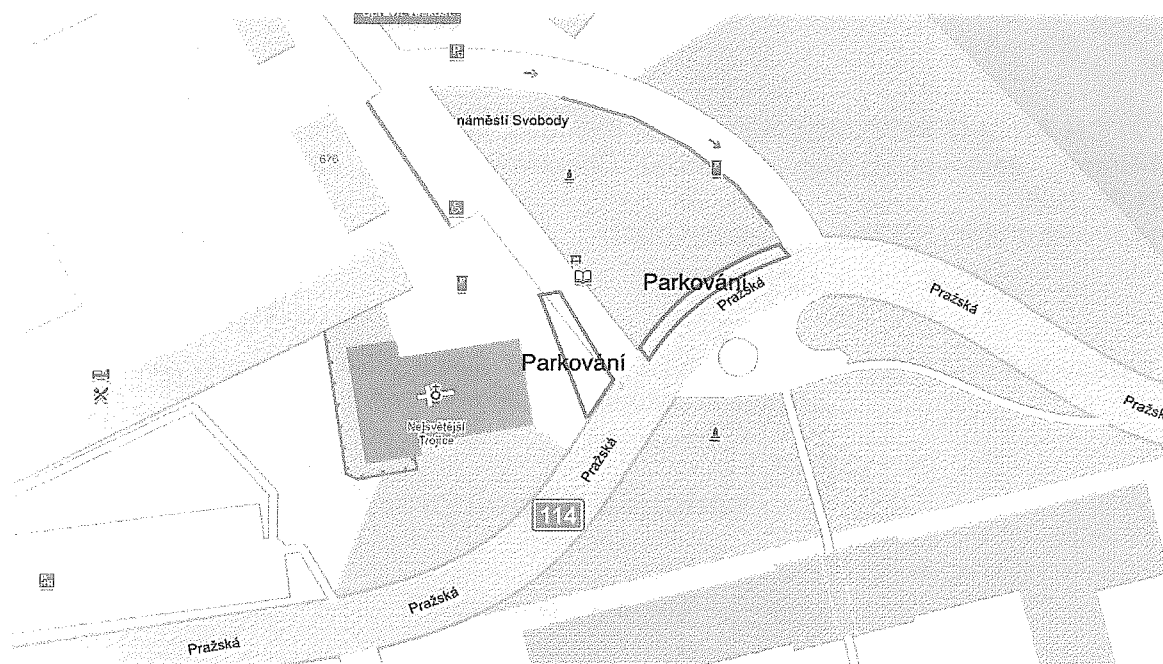 náměstí Svobody
676
Parkování
Pražská
Pražská
Parkování
Pražská
Nejsvětější
Trojice
Pražská
114
Pražská
Pražská